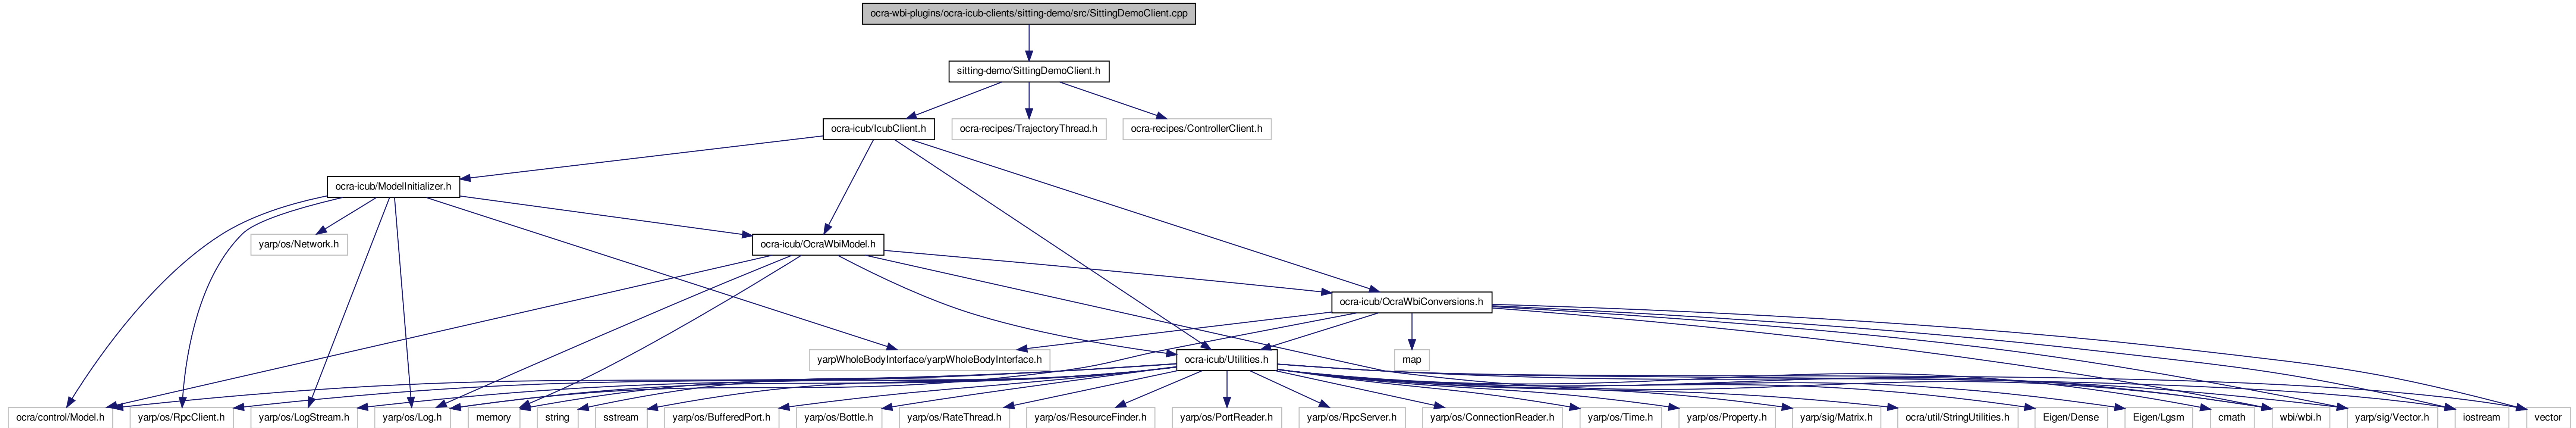 ocra-wbi-plugins/ocra-icub-clients/sitting-demo/src/SittingDemoClient.cpp
sitting-demo/SittingDemoClient.h
ocra-icub/IcubClient.h
ocra-recipes/TrajectoryThread.h
ocra-recipes/ControllerClient.h
ocra-icub/ModelInitializer.h
yarp/os/Network.h
ocra-icub/OcraWbiModel.h
ocra-icub/OcraWbiConversions.h
yarpWholeBodyInterface/yarpWholeBodyInterface.h
ocra-icub/Utilities.h
map
ocra/control/Model.h
yarp/os/RpcClient.h
yarp/os/LogStream.h
yarp/os/Log.h
memory
string
sstream
yarp/os/BufferedPort.h
yarp/os/Bottle.h
yarp/os/RateThread.h
yarp/os/ResourceFinder.h
yarp/os/PortReader.h
yarp/os/RpcServer.h
yarp/os/ConnectionReader.h
yarp/os/Time.h
yarp/os/Property.h
yarp/sig/Matrix.h
ocra/util/StringUtilities.h
Eigen/Dense
Eigen/Lgsm
cmath
wbi/wbi.h
yarp/sig/Vector.h
iostream
vector